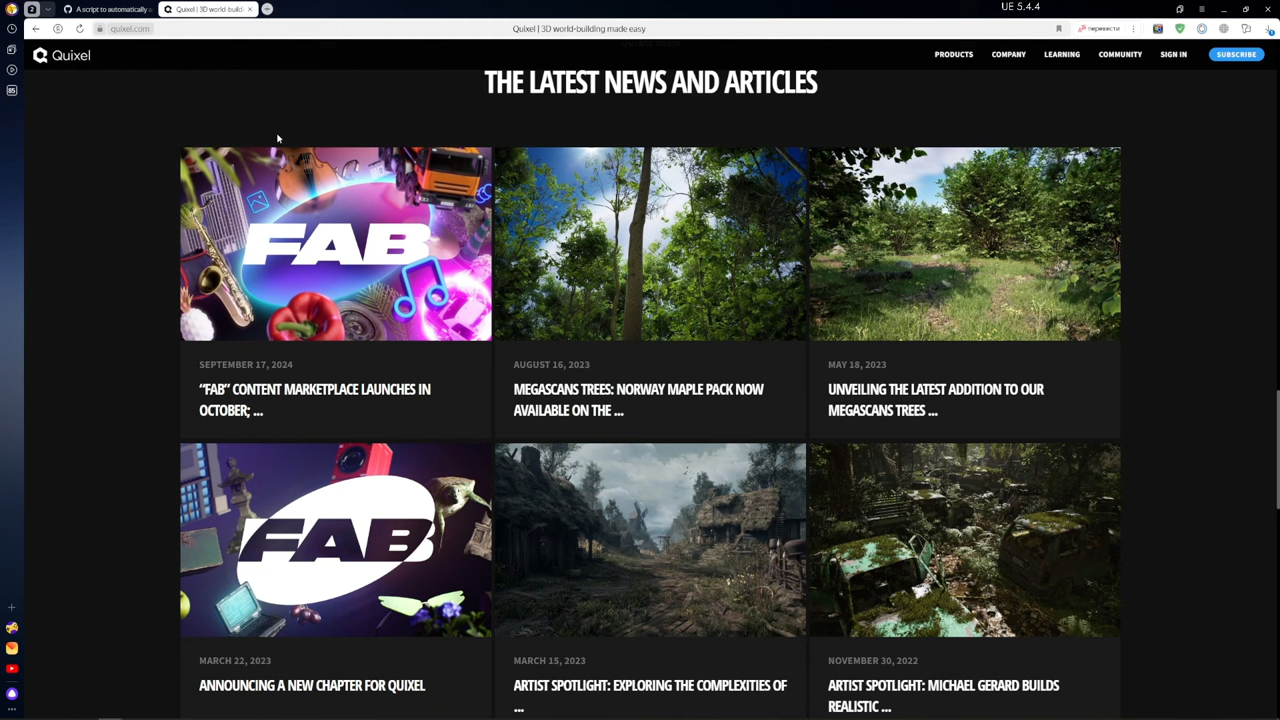 UE 5.4.4
2
A script to automatically
Quixel | 3D world-buildi
quixel.com
Quixel | 3D world-building made easy
перевести
85
Quixel
PRODUCTS
COMPANY
LEARNING
COMMUNITY
SIGN IN
SUBSCRIBE
THE LATEST NEWS AND ARTICLES
FAB
SEPTEMBER 17, 2024
“FAB” CONTENT MARKETPLACE LAUNCHES IN
OCTOBER; ...
AUGUST 16, 2023
MEGASCANS TREES: NORWAY MAPLE PACK NOW
AVAILABLE ON THE ...
MAY 18, 2023
UNVEILING THE LATEST ADDITION TO OUR
MEGASCANS TREES ...
FAB
MARCH 22, 2023
ANNOUNCING A NEW CHAPTER FOR QUIXEL
MARCH 15, 2023
ARTIST SPOTLIGHT: EXPLORING THE COMPLEXITIES OF
...
NOVEMBER 30, 2022
ARTIST SPOTLIGHT: MICHAEL GERARD BUILDS
REALISTIC ...